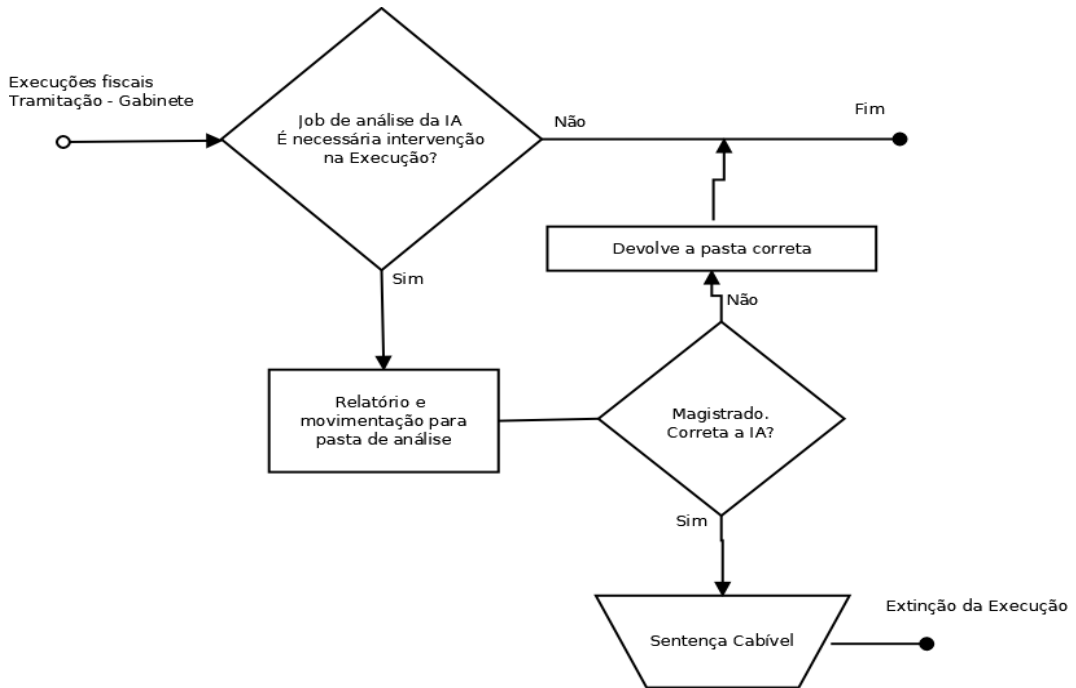 Execuções fiscais
Tramitação - Gabinete
Job de análise da IA
É necessária intervenção
na Execução?
Não
Fim
Devolve a pasta correta
Sim
Não
Relatório e
movimentação para
pasta de análise
Magistrado.
Correta a IA?
Sim
Extinção da Execução
Sentença Cabível